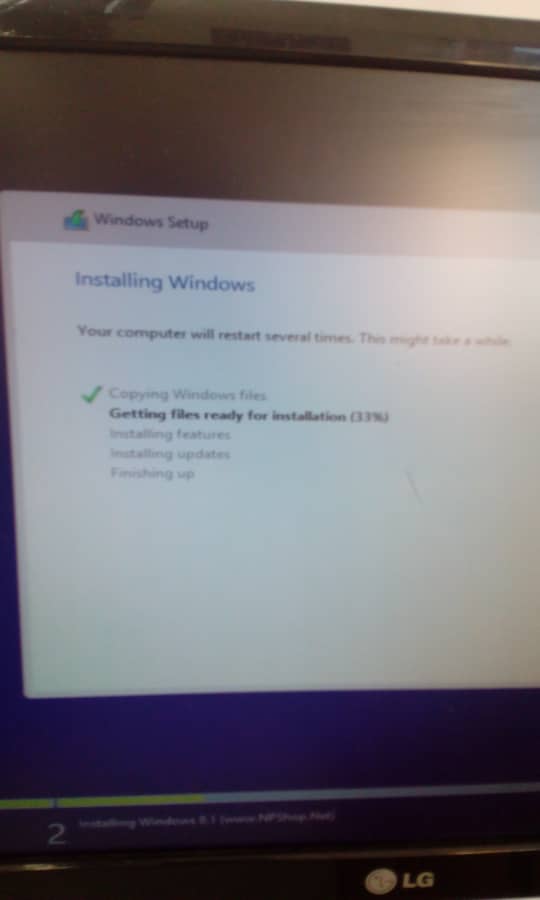 Windows Setup
Installing Windows
Your computer will restart several times. This might take a while.
Copying Windows files
Getting files ready for installation (33%)
Installing features
Installing updates
Finishing up
2 Installing Windows 8.1 (www.NPShop.Net)
LG